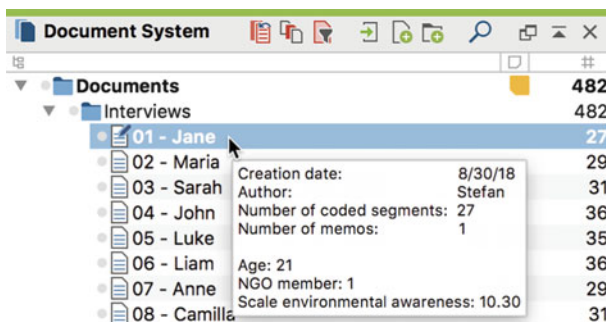 Document System
#
Documents 482
Interviews 482
01 - Jane 27
02 - Maria 29
03 - Sarah 31
04 - John 36
05 - Luke 35
06 - Liam 36
07 - Anne 29
08 - Camilla 31
Creation date: 8/30/18
Author: Stefan
Number of coded segments: 27
Number of memos: 1
Age: 21
NGO member: 1
Scale environmental awareness: 10.30